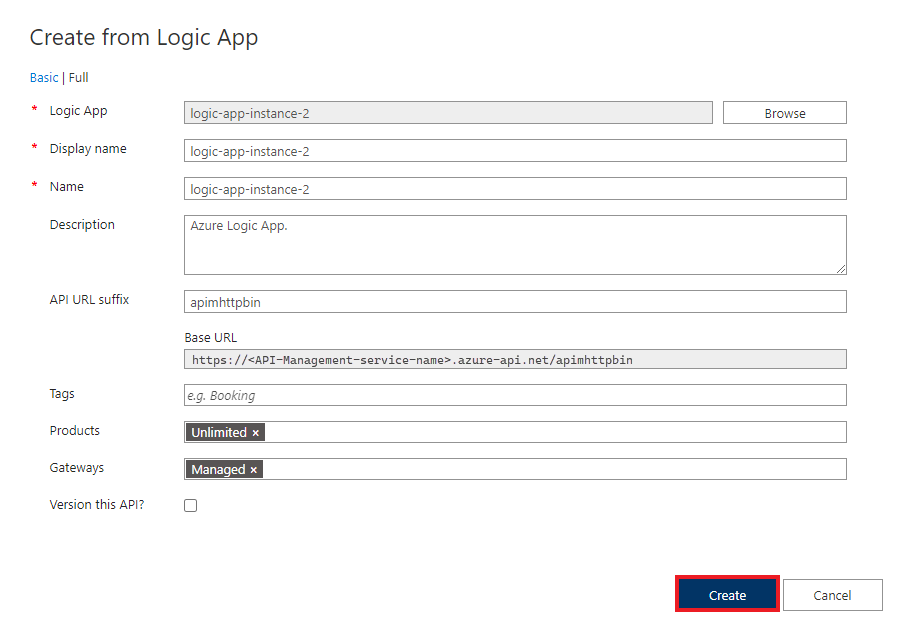 Create from Logic App
Basic | Full
* Logic App
logic-app-instance-2
Browse
* Display name
logic-app-instance-2
* Name
logic-app-instance-2
Description
Azure Logic App.
API URL suffix
apimhttpbin
Base URL
https://<API-Management-service-name>.azure-api.net/apimhttpbin
Tags
e.g. Booking
Products
Unlimited ×
Gateways
Managed ×
Version this API?
Create
Cancel